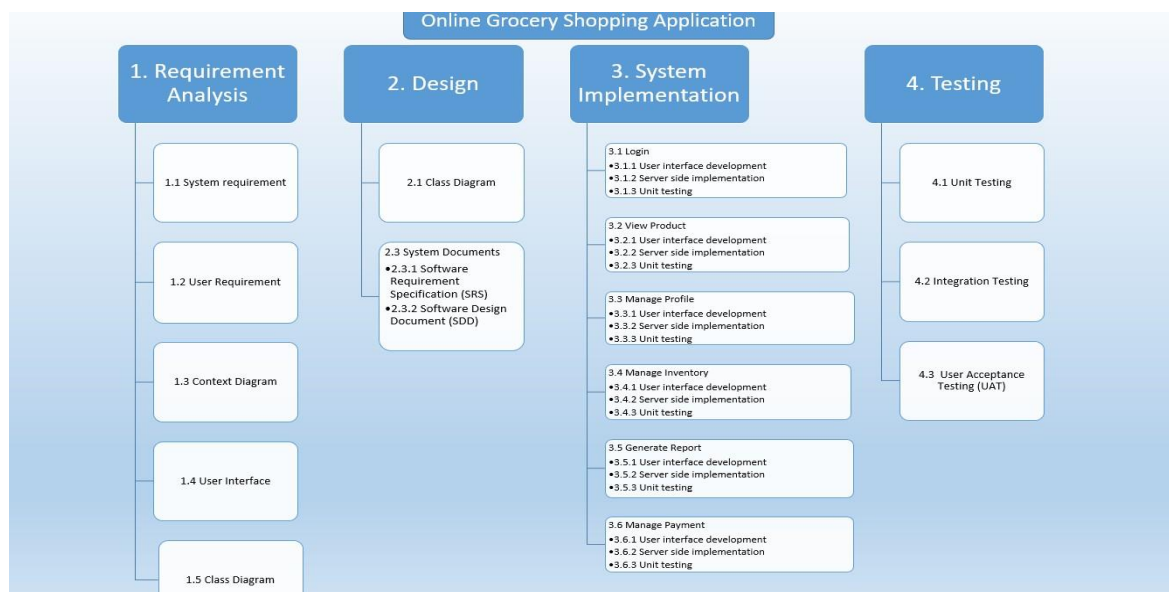 Online Grocery Shopping Application
1. Requirement
Analysis
1.1 System requirement
1.2 User Requirement
1.3 Context Diagram
1.4 User Interface
1.5 Class Diagram
2. Design
2.1 Class Diagram
2.3 System Documents
•2.3.1 Software
Requirement
Specification (SRS)
•2.3.2 Software Design
Document (SDD)
3. System
Implementation
3.1 Login
•3.1.1 User interface development
•3.1.2 Server side implementation
•3.1.3 Unit testing
3.2 View Product
•3.2.1 User interface development
•3.2.2 Server side implementation
•3.2.3 Unit testing
3.3 Manage Profile
•3.3.1 User interface development
•3.3.2 Server side implementation
•3.3.3 Unit testing
3.4 Manage Inventory
•3.4.1 User interface development
•3.4.2 Server side implementation
•3.4.3 Unit testing
3.5 Generate Report
•3.5.1 User interface development
•3.5.2 Server side implementation
•3.5.3 Unit testing
3.6 Manage Payment
•3.6.1 User interface development
•3.6.2 Server side implementation
•3.6.3 Unit testing
4. Testing
4.1 Unit Testing
4.2 Integration Testing
4.3 User Acceptance
Testing (UAT)